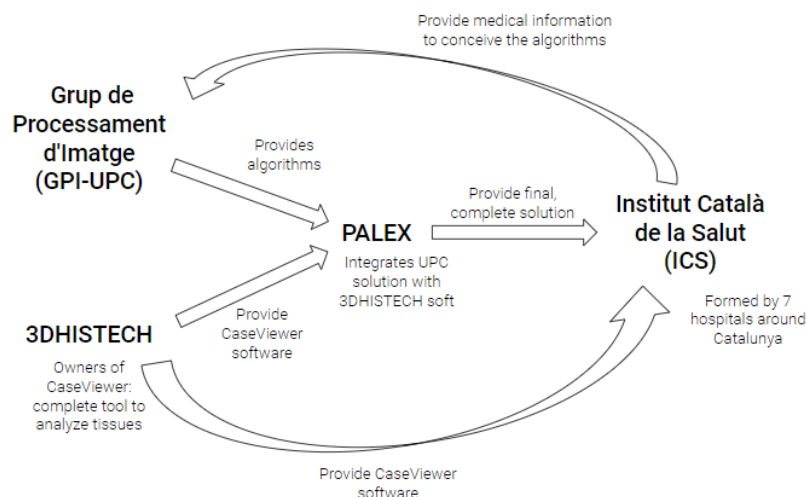 Provide medical information
to conceive the algorithms
Grup de
Processament
d'Imatge
(GPI-UPC)
Provides
algorithms
Provide final,
complete solution
Institut Català
de la Salut
(ICS)
PALEX
Integrates UPC
solution with
3DHISTECH soft
Formed by 7
hospitals around
Catalunya
Provide
CaseViewer
software
3DHISTECH
Owners of
CaseViewer:
complete tool to
analyze tissues
Provide CaseViewer
software